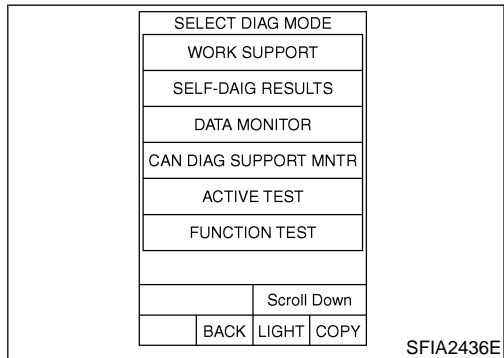 SELECT DIAG MODE
WORK SUPPORT
SELF-DAIG RESULTS
DATA MONITOR
CAN DIAG SUPPORT MNTR
ACTIVE TEST
FUNCTION TEST
Scroll Down
BACK LIGHT COPY
SFIA2436E